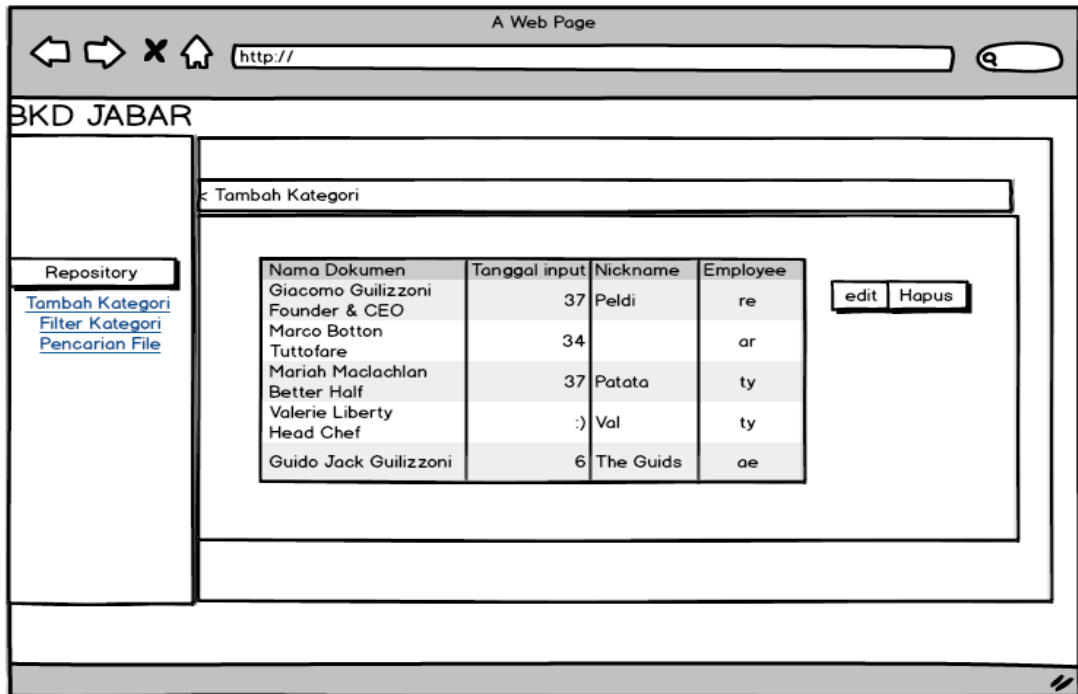 A Web Page
http://
BKD JABAR
< Tambah Kategori
Repository
Tambah Kategori
Filter Kategori
Pencarian File
Nama Dokumen Tanggal input Nickname Employee
Giacomo Guilizzoni
Founder & CEO 37 Peldi re
Marco Botton
Tuttofare 34 ar
Mariah Maclachlan
Better Half 37 Patata ty
Valerie Liberty
Head Chef :) Val ty
Guido Jack Guilizzoni 6 The Guids ae
edit Hapus